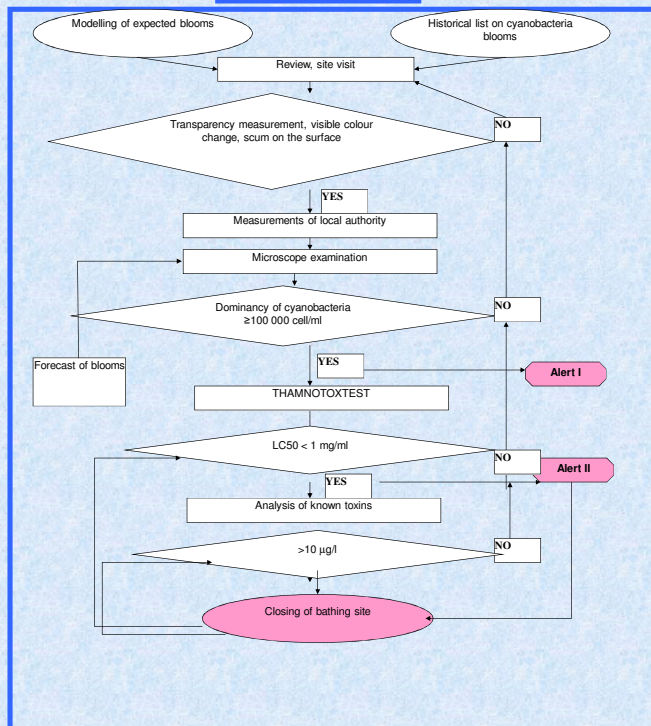 Modelling of expected blooms
Historical list on cyanobacteria
blooms
Review, site visit
Transparency measurement, visible colour
change, scum on the surface
NO
YES
Measurements of local authority
Microscope examination
Dominancy of cyanobacteria
≥100 000 cell/ml
NO
Forecast of blooms
YES
Alert I
THAMNOTOXTEST
LC50 < 1 mg/ml
NO
Alert II
YES
Analysis of known toxins
>10 µg/l
NO
Closing of bathing site